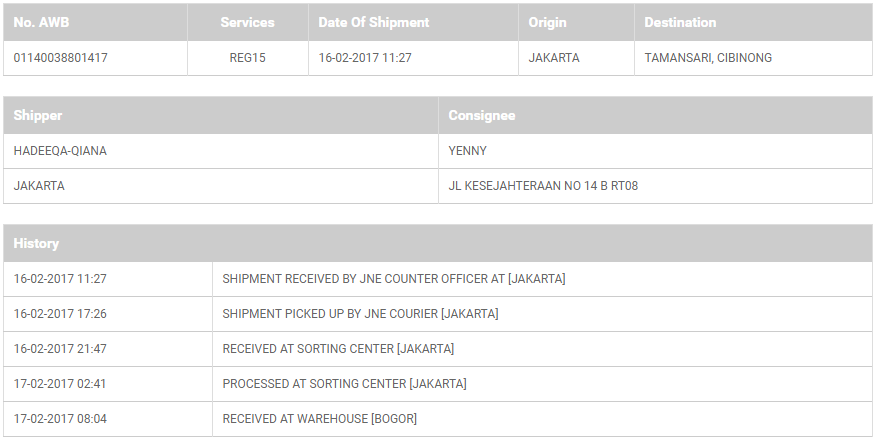 No. AWB Services Date Of Shipment Origin Destination
01140038801417 REG15 16-02-2017 11:27 JAKARTA TAMANSARI, CIBINONG
Shipper Consignee
HADEEQA-QIANA YENNY
JAKARTA JL KESEJAHTERAAN NO 14 B RT08
History
16-02-2017 11:27 SHIPMENT RECEIVED BY JNE COUNTER OFFICER AT [JAKARTA]
16-02-2017 17:26 SHIPMENT PICKED UP BY JNE COURIER [JAKARTA]
16-02-2017 21:47 RECEIVED AT SORTING CENTER [JAKARTA]
17-02-2017 02:41 PROCESSED AT SORTING CENTER [JAKARTA]
17-02-2017 08:04 RECEIVED AT WAREHOUSE [BOGOR]